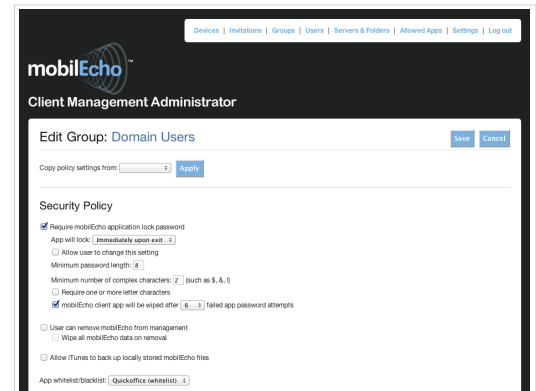 Devices | Invitations | Groups | Users | Servers & Folders | Allowed Apps | Settings | Log out
mobilEcho™
Client Management Administrator
Edit Group: Domain Users
Save Cancel
Copy policy settings from: Apply
Security Policy
Require mobilEcho application lock password
App will lock: Immediately upon exit
Allow user to change this setting
Minimum password length: 8
Minimum number of complex characters: 2 (such as $, &, !)
Require one or more letter characters
mobilEcho client app will be wiped after 6 failed app password attempts
User can remove mobilEcho from management
Wipe all mobilEcho data on removal
Allow iTunes to back up locally stored mobilEcho files
App whitelist/blacklist: Quickoffice (whitelist)